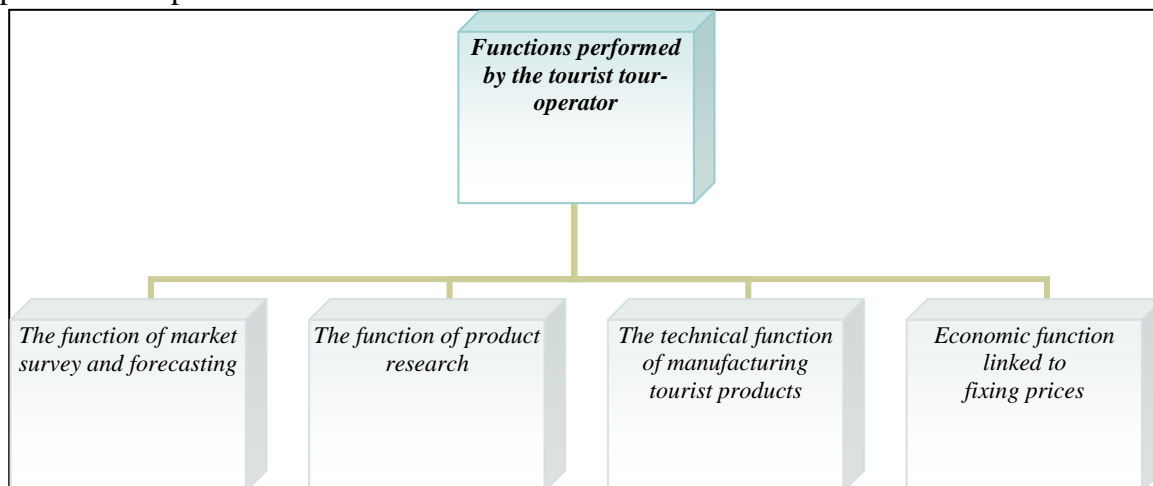 Functions performed
by the tourist tour-
operator
The function of market
survey and forecasting
The function of product
research
The technical function
of manufacturing
tourist products
Economic function
linked to
fixing prices